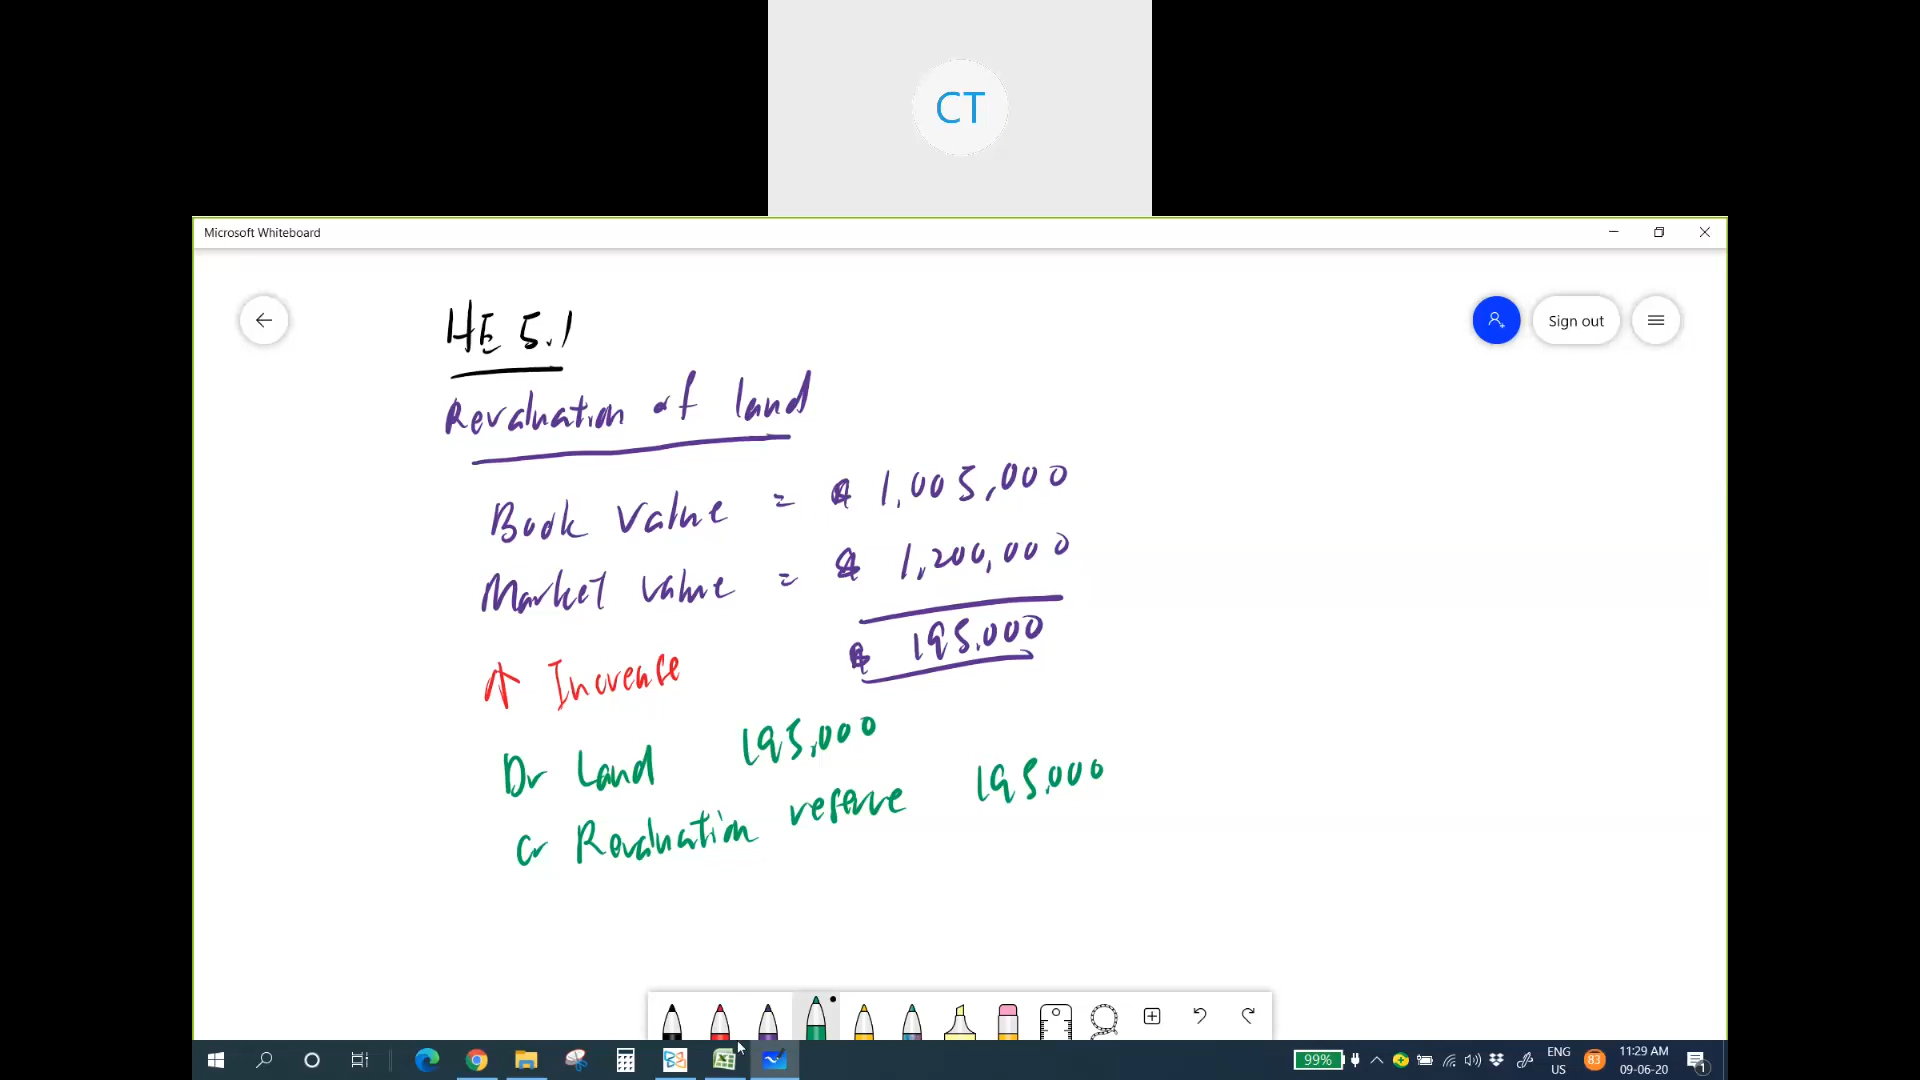 CT
Microsoft Whiteboard
Sign out
HE 5.1
Revaluation of land
Book Value = $ 1,005,000
Market value = $ 1,200,000
$ 195,000
↑ Increase
Dr Land 195,000
Cr Revaluation reserve 195,000
99%
ENG
US
83
11:29 AM
09-06-20
1